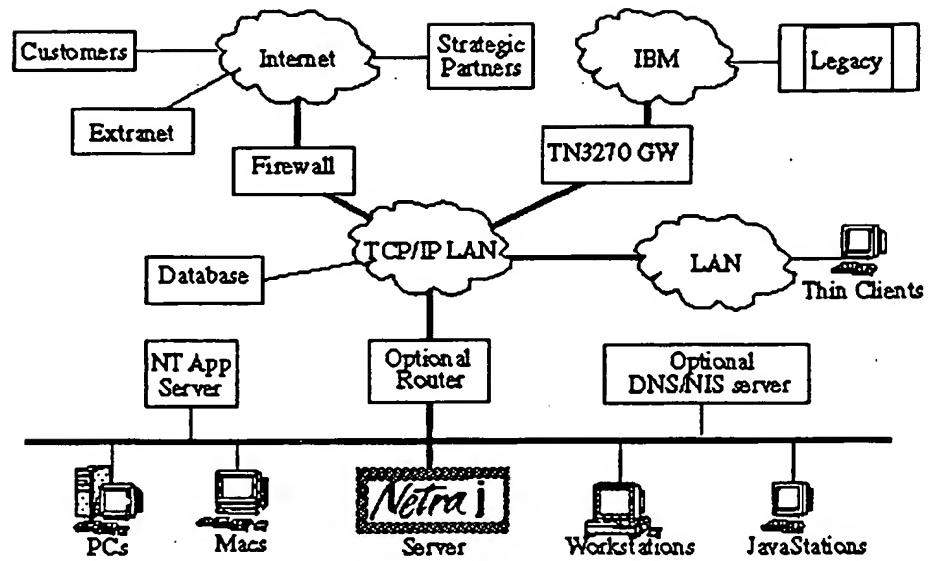 Customers
Internet
Strategic
Partners
IBM
Legacy
Extranet
Firewall
TN3270 GW
TCP/IP LAN
LAN
Database
Thin Clients
NT App
Server
Optional
Router
Optional
DNS/NIS server
Netra j
PCs
Macs
Server
Workstations
JavaStations